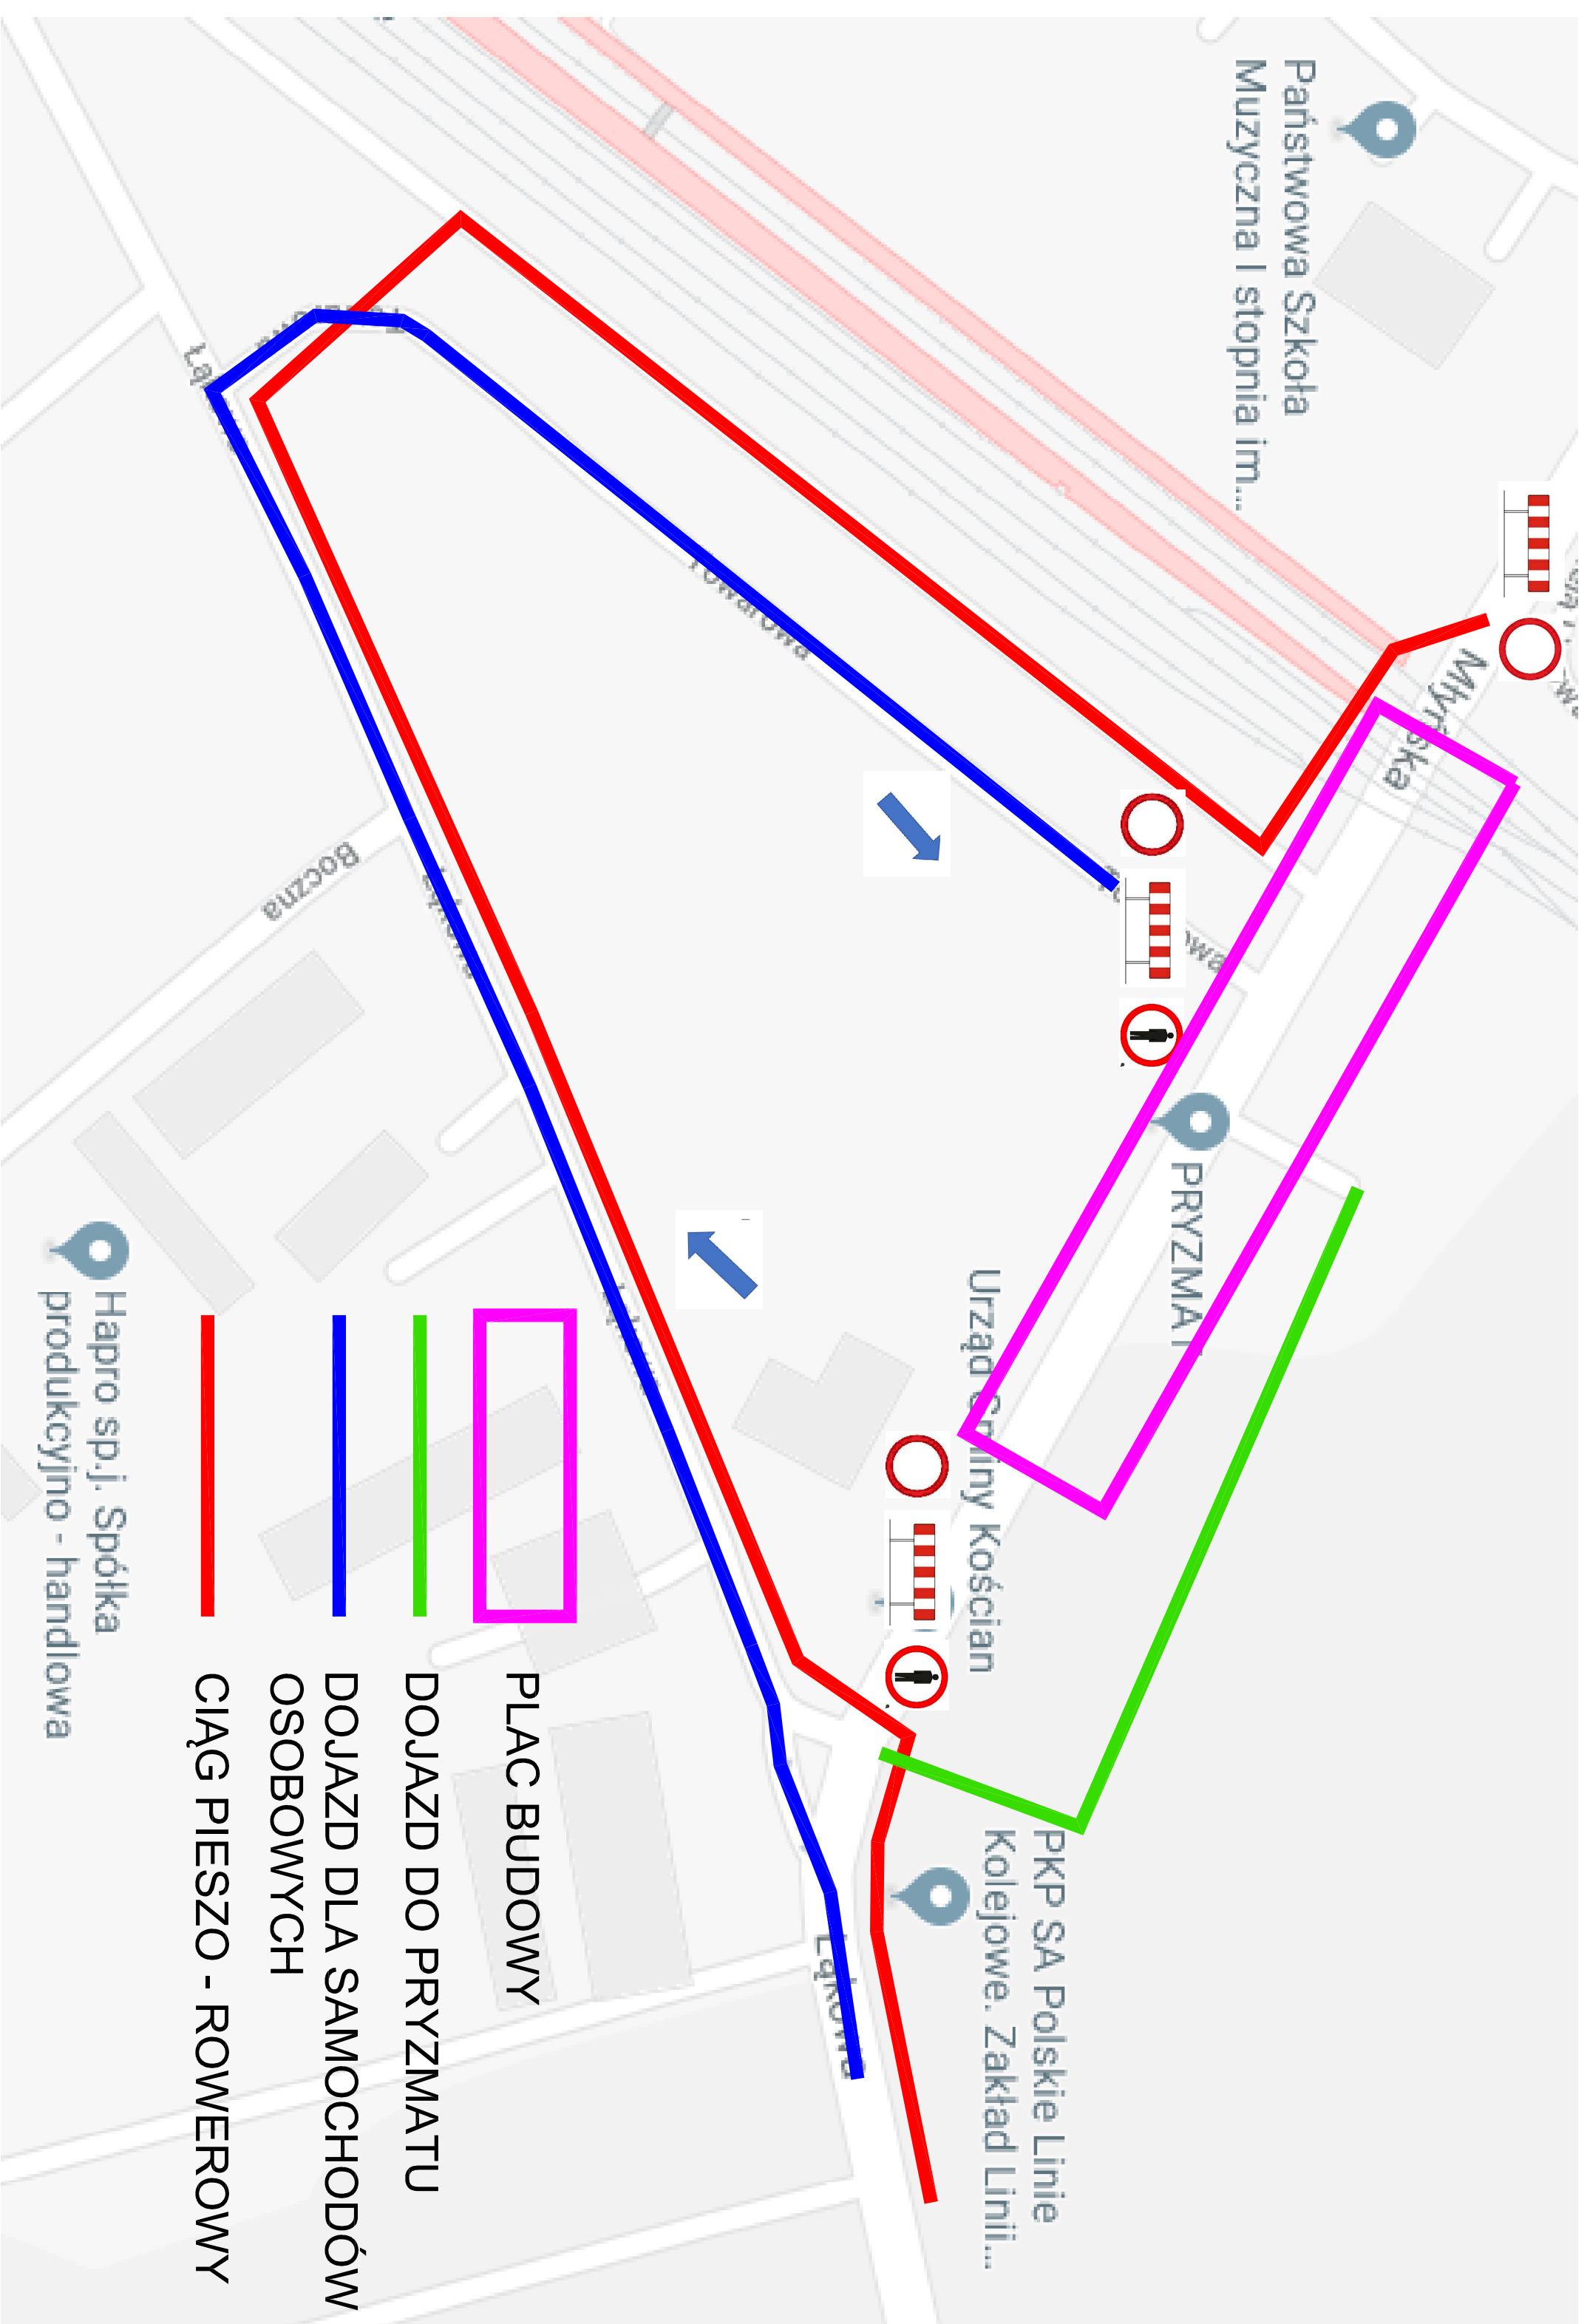 Państwowa Szkoła
Muzyczna I stopnia im...
Młyńska
Towarowa
PRYZMAT
Urząd Gminy Kościan
PKP SA Polskie Linie
Kolejowe. Zakład Linii...
Łąkowa
Łąkowa
Łąkowa
Łąkowa
Boczna
Hapro sp.j. Spółka
produkcyjno - handlowa
PLAC BUDOWY
DOJAZD DO PRYZMATU
DOJAZD DLA SAMOCHODÓW
OSOBOWYCH
CIĄG PIESZO - ROWEROWY